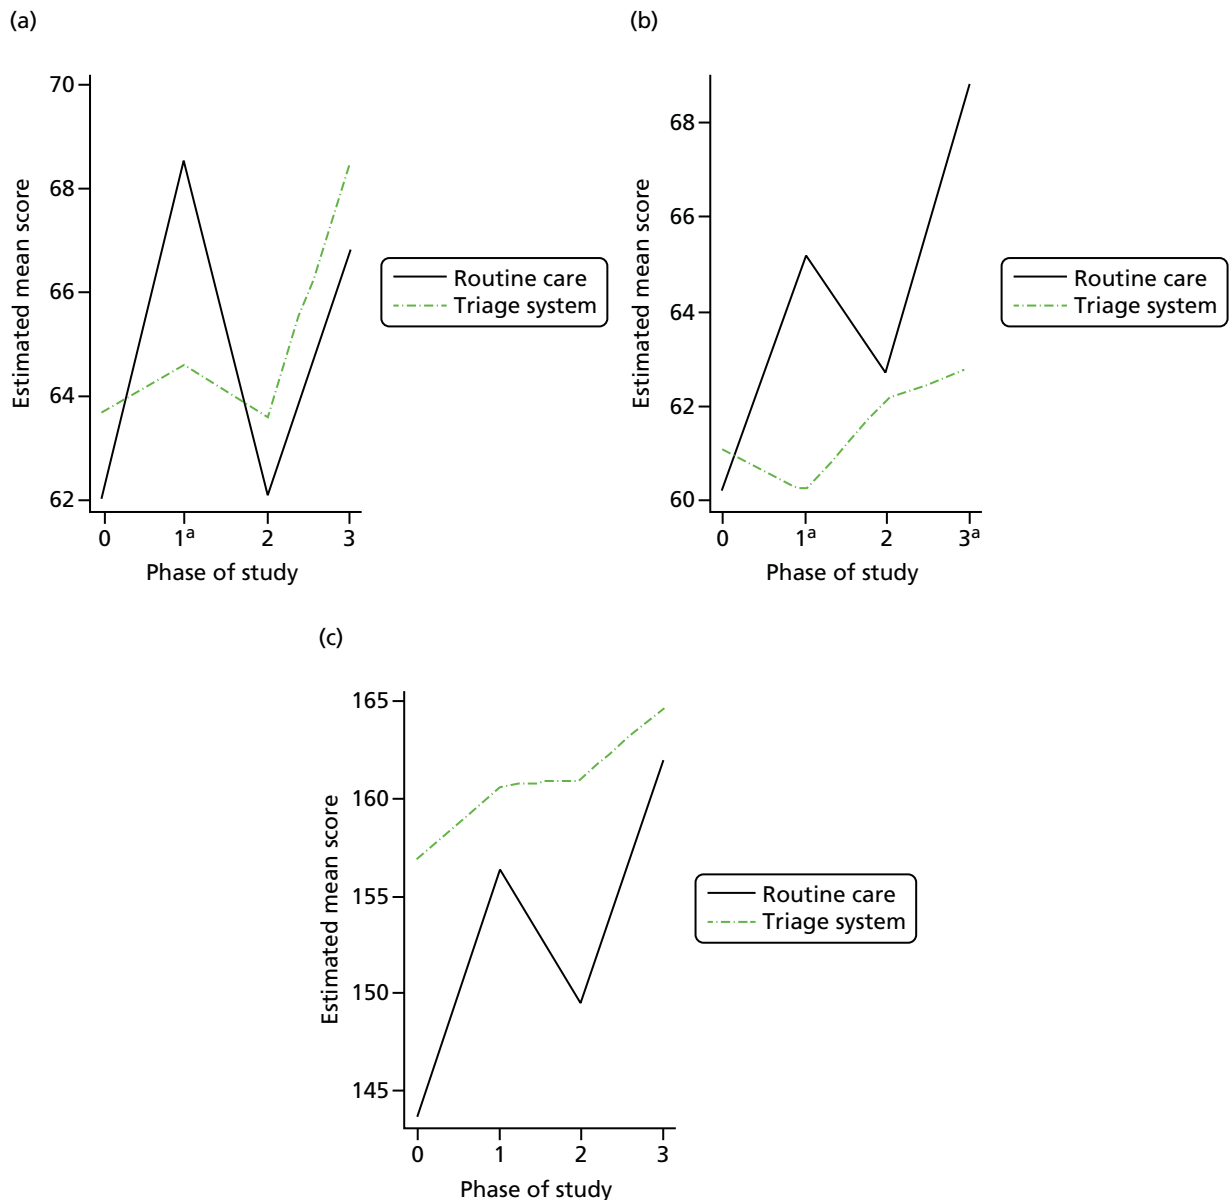 (a)
70
68
66
64
62
Estimated mean score
0 1ᵃ 2 3
Phase of study
Routine care
Triage system
(b)
68
66
64
62
60
Estimated mean score
0 1ᵃ 2 3ᵃ
Phase of study
Routine care
Triage system
(c)
165
160
155
150
145
Estimated mean score
0 1 2 3
Phase of study
Routine care
Triage system